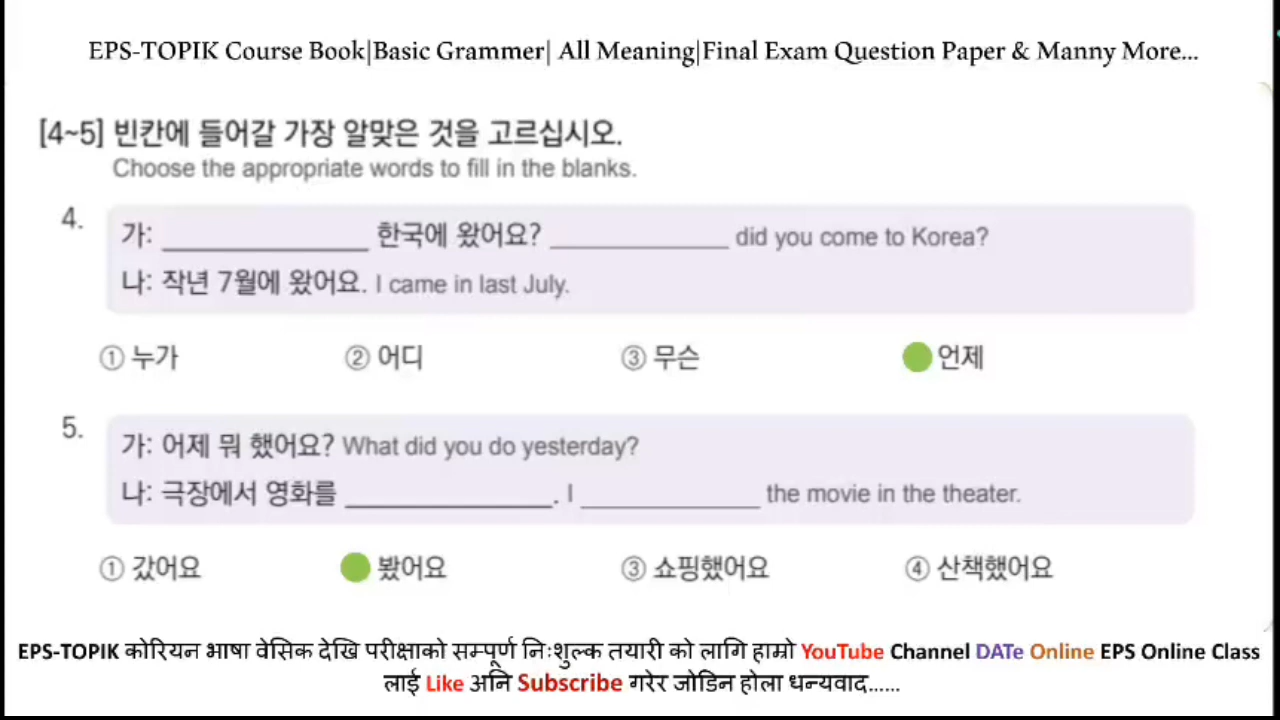 EPS-TOPIK Course Book|Basic Grammer| All Meaning|Final Exam Question Paper & Manny More...
[4~5] 빈칸에 들어갈 가장 알맞은 것을 고르십시오.
Choose the appropriate words to fill in the blanks.
4.
가: ______________ 한국에 왔어요? ______________ did you come to Korea?
나: 작년 7월에 왔어요. I came in last July.
① 누가 ② 어디 ③ 무슨 언제
5.
가: 어제 뭐 했어요? What did you do yesterday?
나: 극장에서 영화를 ______________. I ______________ the movie in the theater.
① 갔어요 봤어요 ③ 쇼핑했어요 ④ 산책했어요
EPS-TOPIK कोरियन भाषा वेसिक देखि परीक्षाको सम्पूर्ण निःशुल्क तयारी को लागि हाम्रो YouTube Channel DATe Online EPS Online Class
लाई Like अनि Subscribe गरेर जोडिन होला धन्यवाद......